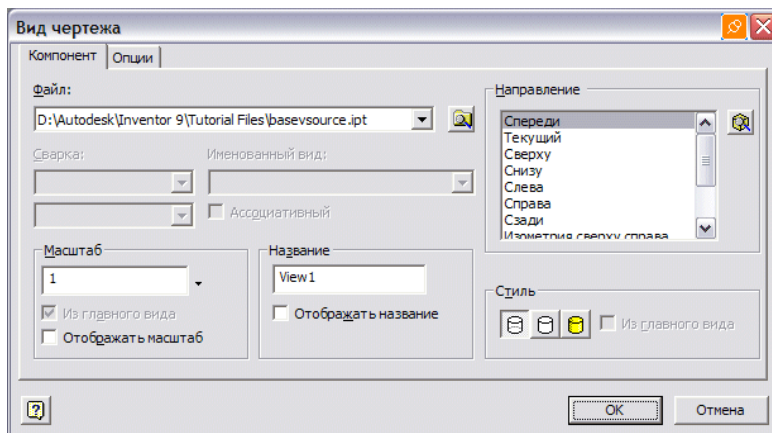 Вид чертежа
Компонент
Опции
Файл:
D:\Autodesk\Inventor 9\Tutorial Files\basevsource.ipt
Сварка:
Именованный вид:
Ассоциативный
Масштаб
1
Из главного вида
Отображать масштаб
Название
View1
Отображать название
Направление
Спереди
Текущий
Сверху
Снизу
Слева
Справа
Сзади
Изометрия сверху справа
Стиль
Из главного вида
OK
Отмена